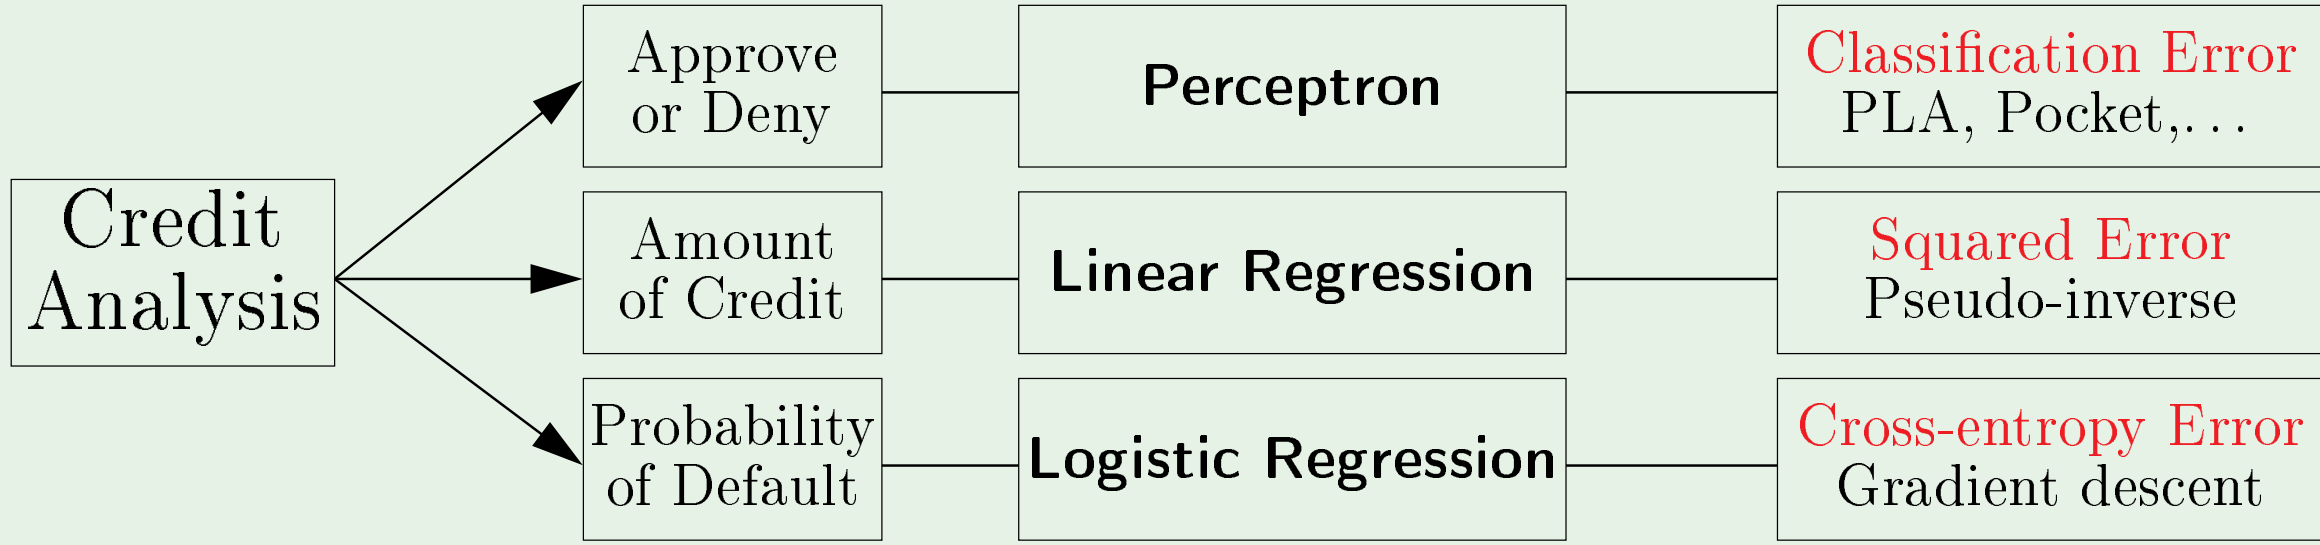 Credit
Analysis
Approve
or Deny
Perceptron
Classification Error
PLA, Pocket,...
Amount
of Credit
Linear Regression
Squared Error
Pseudo-inverse
Probability
of Default
Logistic Regression
Cross-entropy Error
Gradient descent